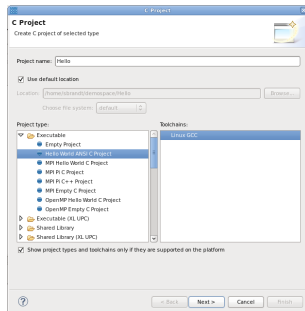 C Project
C Project
Create C project of selected type
Project name: Hello
Use default location
Location: Browse...
Choose file system: default
Project type: Toolchains:
Executable Linux GCC
Empty Project
Hello World ANSI C Project
MPI Hello World C Project
MPI Pi C Project
MPI Pi C++ Project
MPI Empty C Project
OpenMP Hello World C Project
OpenMP Empty C Project
Executable (XL UPC)
Shared Library
Shared Library (XL UPC)
Show project types and toolchains only if they are supported on the platform
? < Back Next > Cancel Finish